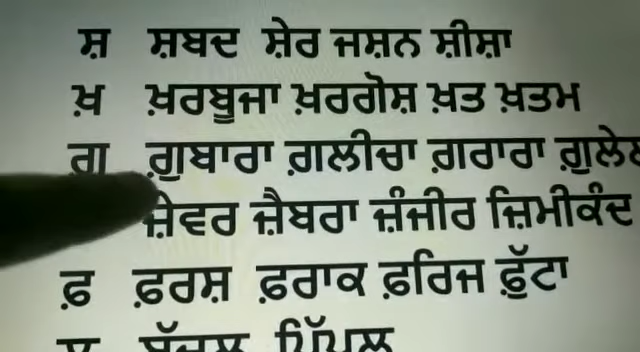 ਸ਼ ਸ਼ਬਦ ਸ਼ੇਰ ਜਸ਼ਨ ਸ਼ੀਸ਼ਾ
ਖ਼ ਖ਼ਰਬੂਜਾ ਖ਼ਰਗੋਸ਼ ਖ਼ਤ ਖ਼ਤਮ
ਗ਼ ਗ਼ੁਬਾਰਾ ਗ਼ਲੀਚਾ ਗ਼ਰਾਰਾ
ਜ਼ੇਵਰ ਜ਼ੈਬਰਾ ਜ਼ੰਜੀਰ ਜ਼ਿਮੀਕੰਦ
ਫ਼ ਫ਼ਰਸ਼ ਫ਼ਰਾਕ ਫ਼ਰਿਜ ਫ਼ੁੱਟਾ